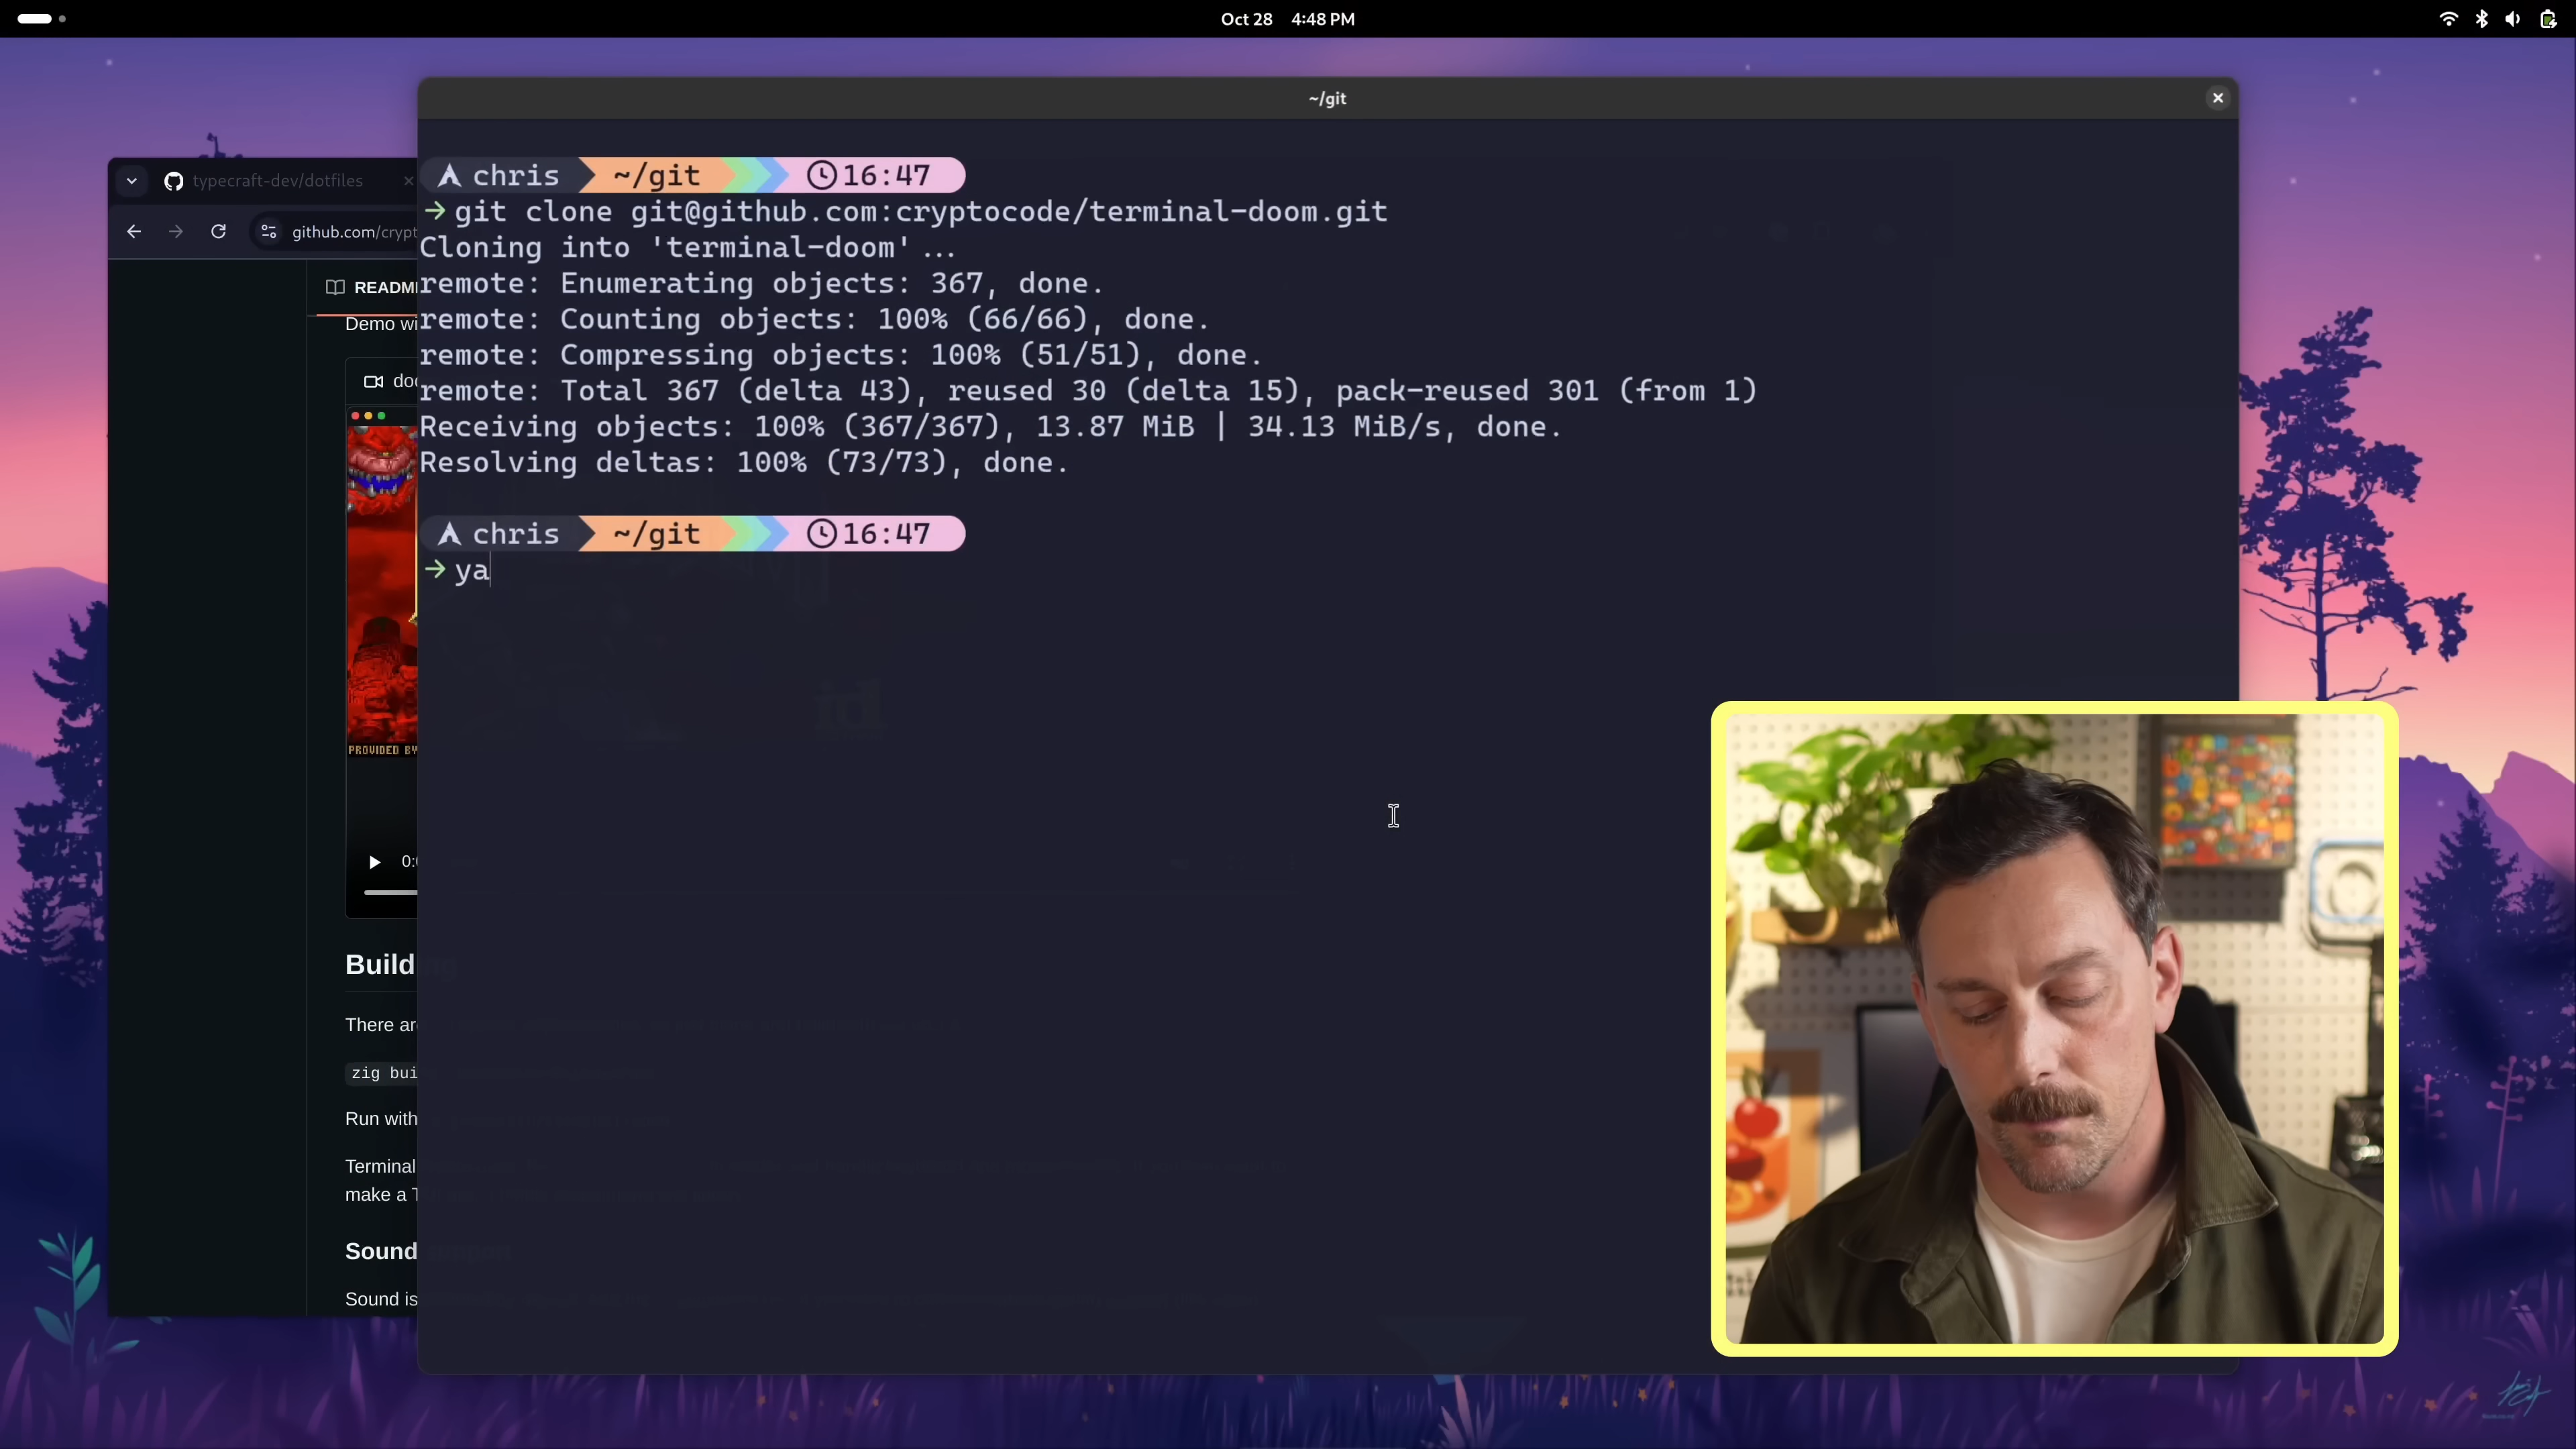 Oct 28 4:48 PM
~/git
typecraft-dev/dotfiles
github.com/crypt
README
Demo wi
doo
PROVIDED BY
0:
Build
There are
zig bui
Run with
Terminal
make a T
Sound
Sound is
chris ~/git 16:47
→ git clone git@github.com:cryptocode/terminal-doom.git
Cloning into 'terminal-doom'...
remote: Enumerating objects: 367, done.
remote: Counting objects: 100% (66/66), done.
remote: Compressing objects: 100% (51/51), done.
remote: Total 367 (delta 43), reused 30 (delta 15), pack-reused 301 (from 1)
Receiving objects: 100% (367/367), 13.87 MiB | 34.13 MiB/s, done.
Resolving deltas: 100% (73/73), done.
chris ~/git 16:47
→ ya